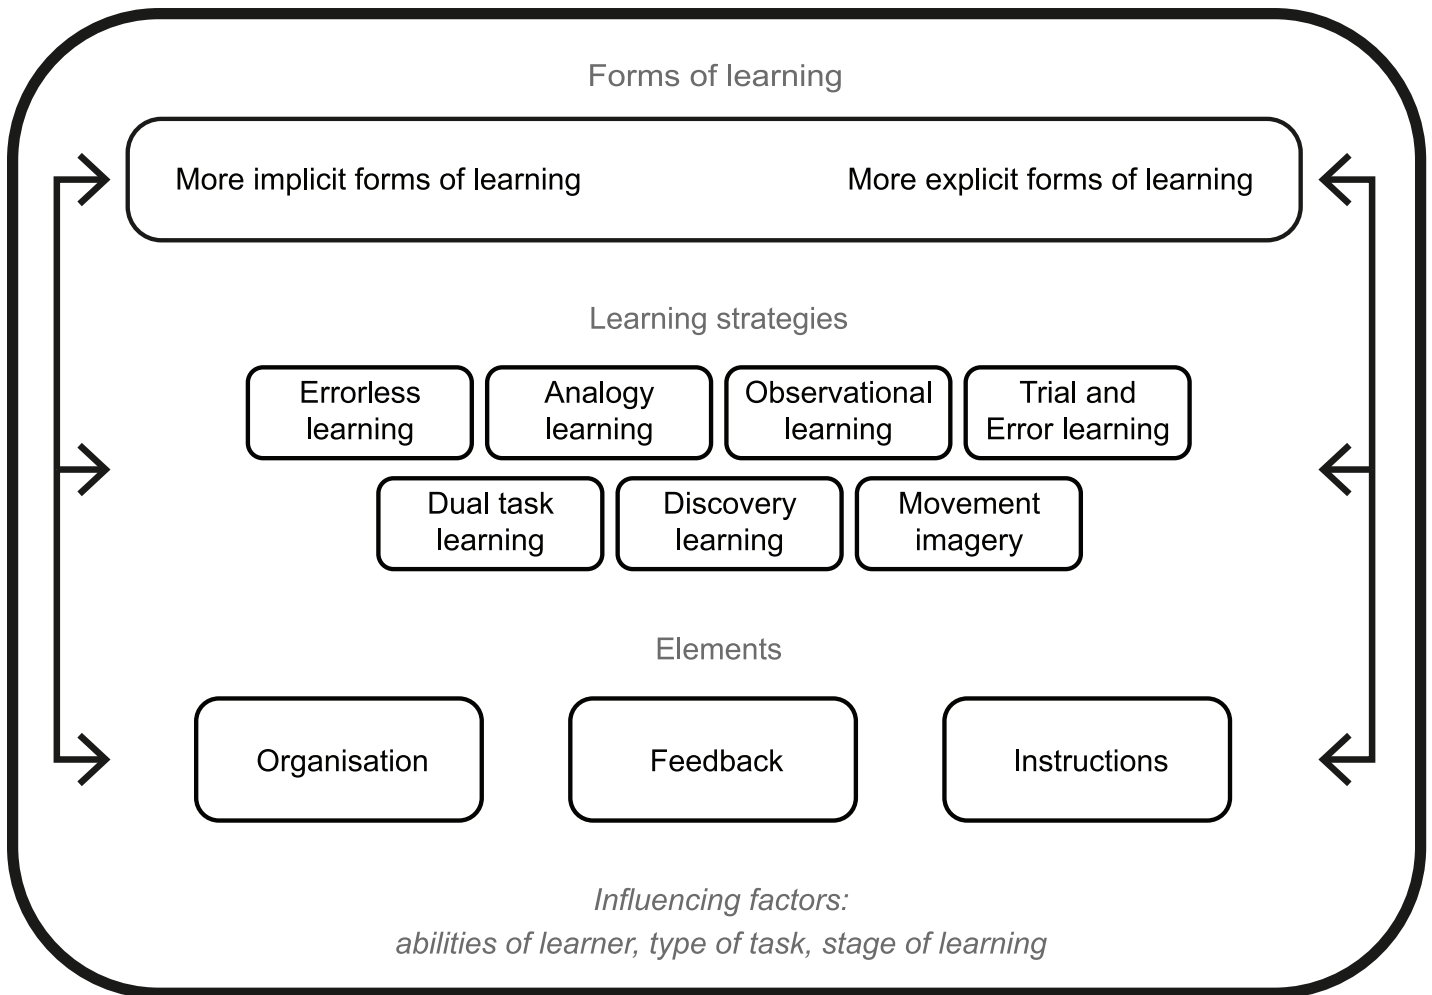 Forms of learning
More implicit forms of learning
More explicit forms of learning
Learning strategies
Errorless
learning
Analogy
learning
Observational
learning
Trial and
Error learning
Dual task
learning
Discovery
learning
Movement
imagery
Elements
Organisation
Feedback
Instructions
Influencing factors:
abilities of learner, type of task, stage of learning